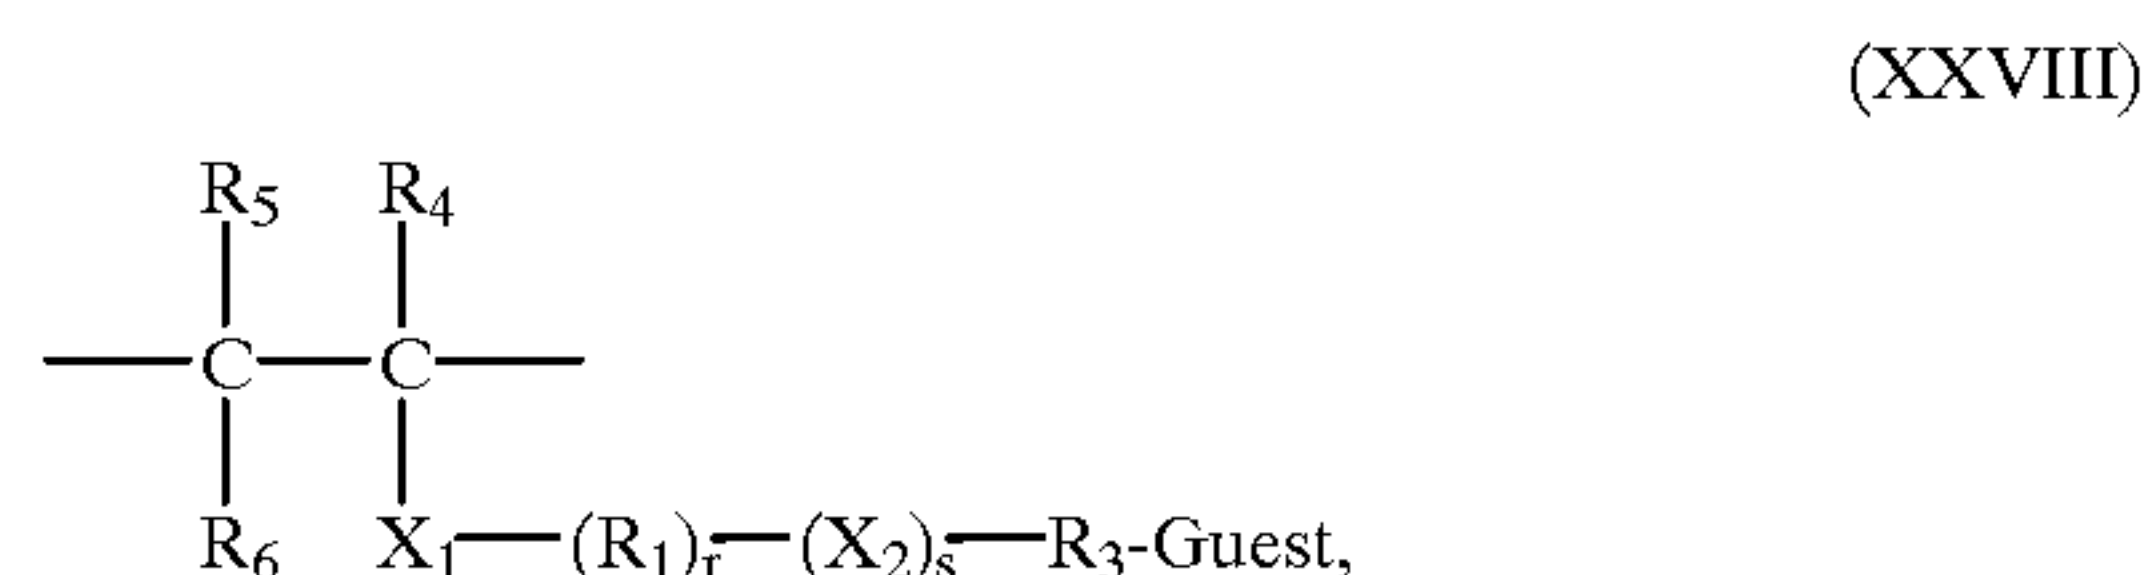 (XXVIII)
R5 R4
C C
R6 X1—(R1)r—(X2)s—R3-Guest,